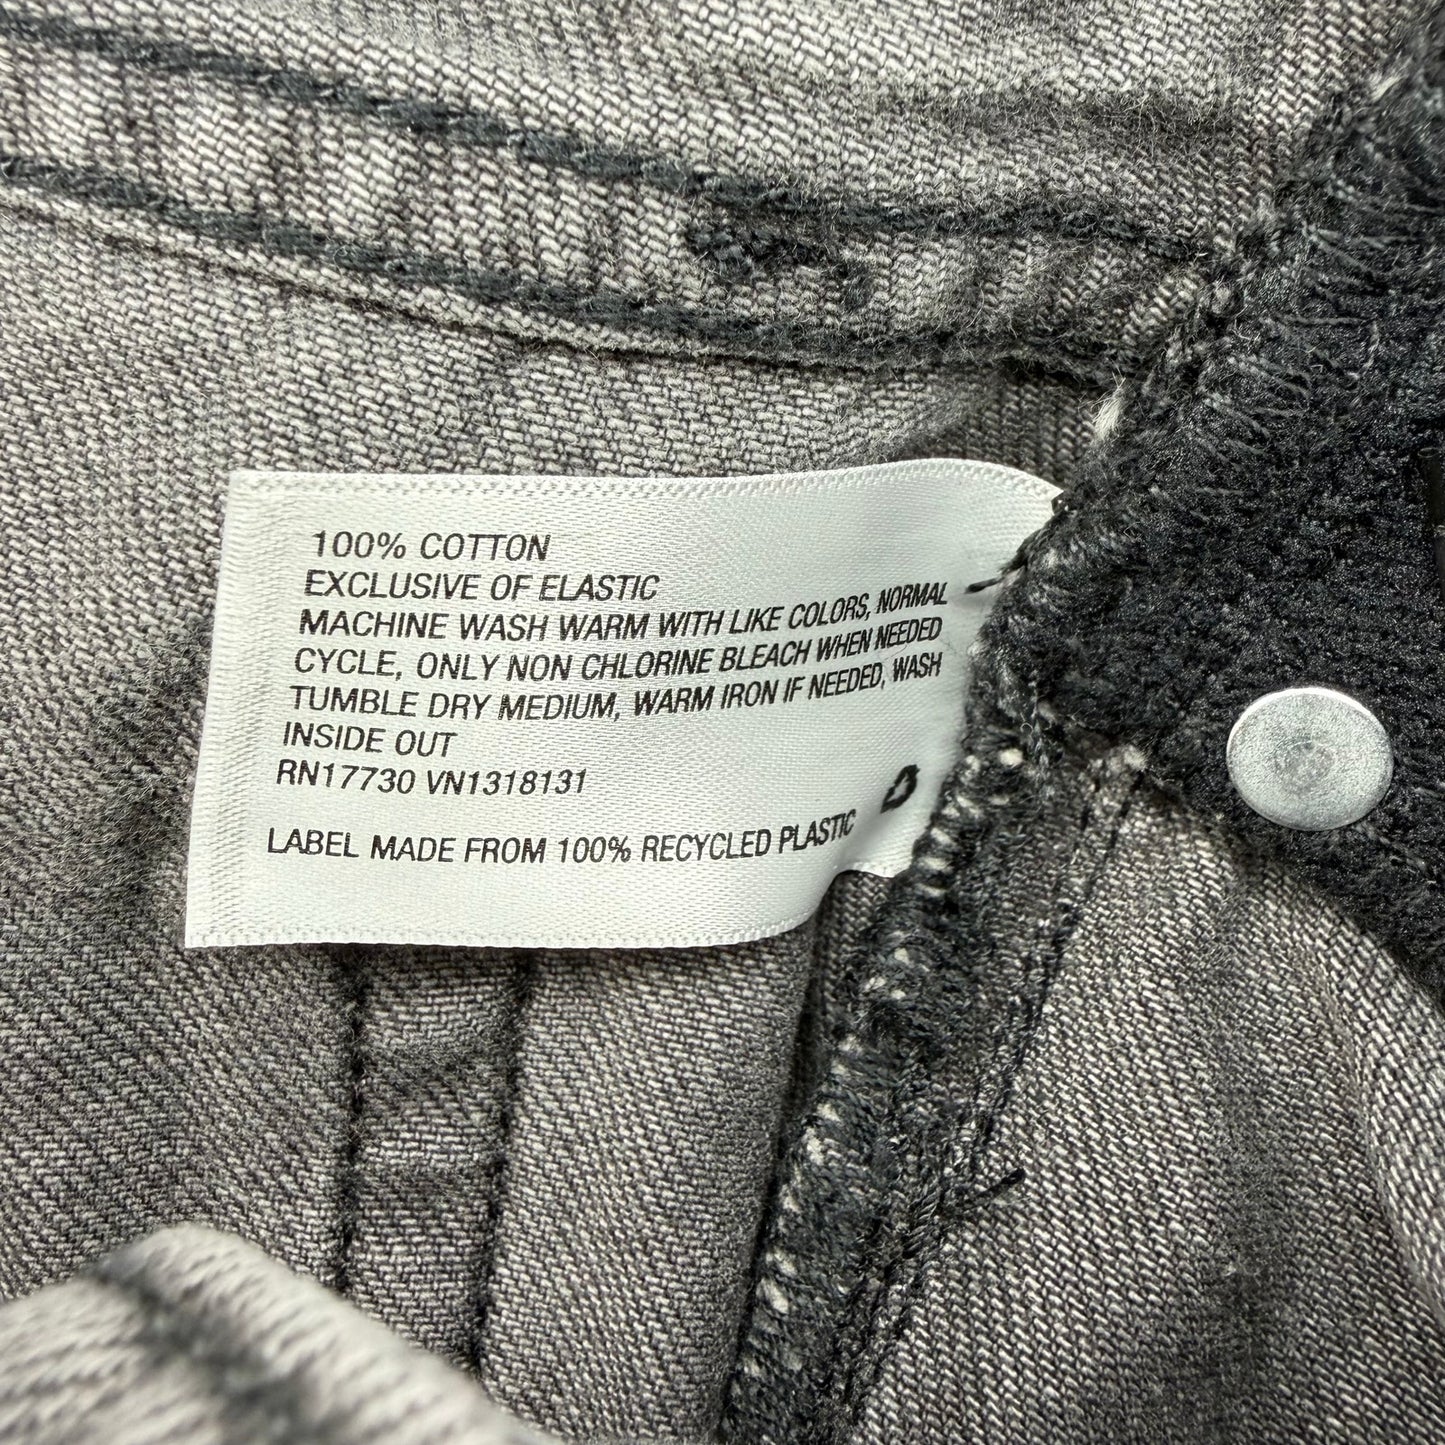 100% COTTON
EXCLUSIVE OF ELASTIC
MACHINE WASH WARM WITH LIKE COLORS, NORMAL
CYCLE, ONLY NON CHLORINE BLEACH WHEN NEEDED
TUMBLE DRY MEDIUM, WARM IRON IF NEEDED, WASH
INSIDE OUT
RN17730 VN1318131
LABEL MADE FROM 100% RECYCLED PLASTIC